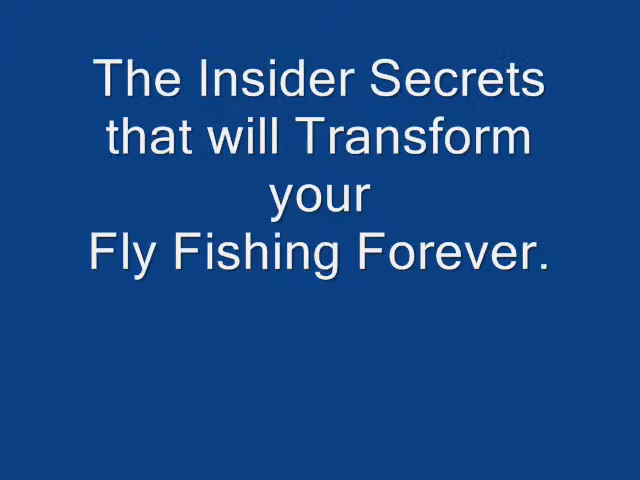 The Insider Secrets
that will Transform
your
Fly Fishing Forever.